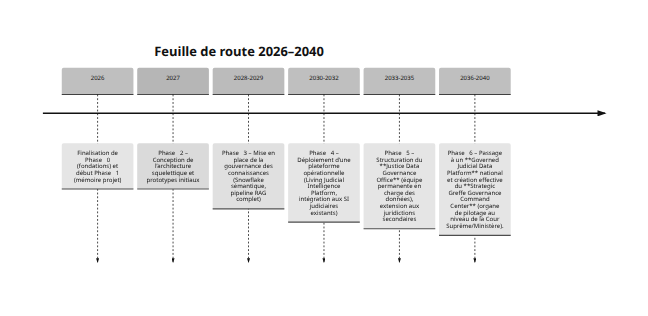 Feuille de route 2026–2040
2026
2027
2028-2029
2030-2032
2033-2035
2036-2040
Finalisation de
Phase 0
(fondations) et
début Phase 1
(mémoire projet)
Phase 2 –
Conception de
l'architecture
squelettique et
prototypes initiaux
Phase 3 – Mise en
place de la
gouvernance des
connaissances
(Snowflake
sémantique,
pipeline RAG
complet)
Phase 4 –
Déploiement d'une
plateforme
opérationnelle
(Living Judicial
Intelligence
Platform,
intégration aux SI
judiciaires
existants)
Phase 5 –
Structuration du
**Justice Data
Governance
Office** (équipe
permanente en
charge des
données),
extension aux
juridictions
secondaires
Phase 6 – Passage
à un **Governed
Judicial Data
Platform** national
et création effective
du **Strategic
Greffe Governance
Command
Center** (organe
de pilotage au
niveau de la Cour
Suprême/Ministère).